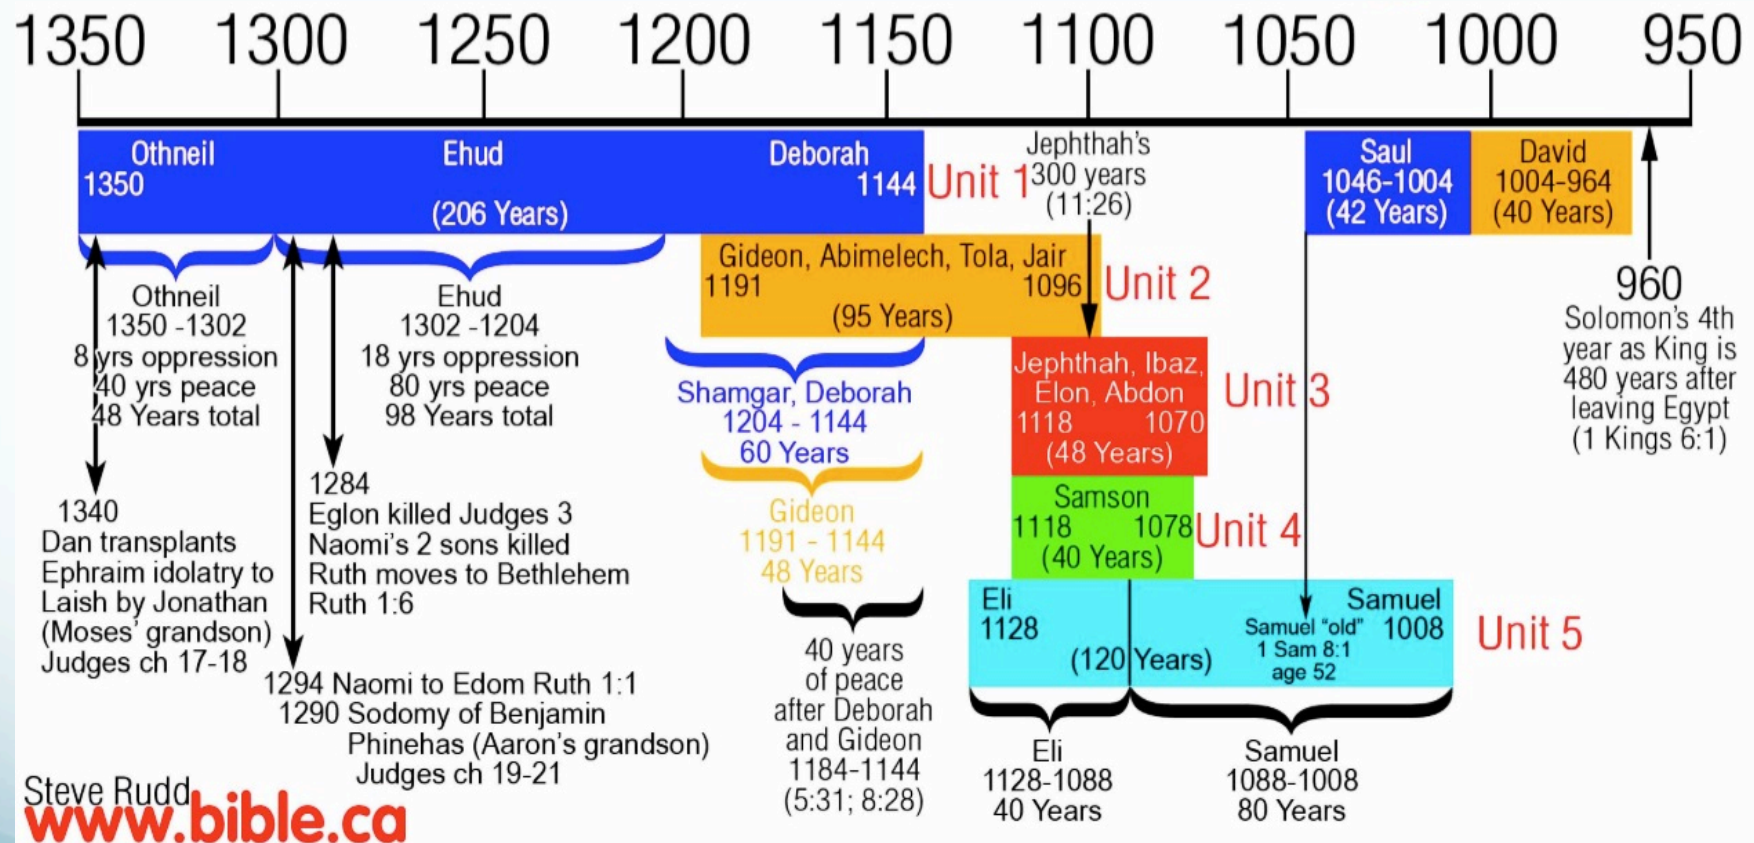 1350 1300 1250 1200 1150 1100 1050 1000 950
Othneil Ehud Deborah
1350 1144
(206 Years)
Unit 1
Jephthah's
300 years
(11:26)
Saul
1046-1004
(42 Years)
David
1004-964
(40 Years)
Othneil
1350 -1302
8 yrs oppression
40 yrs peace
48 Years total
Ehud
1302 -1204
18 yrs oppression
80 yrs peace
98 Years total
Gideon, Abimelech, Tola, Jair
1191 1096
(95 Years)
Unit 2
960
Solomon's 4th
year as King is
480 years after
leaving Egypt
(1 Kings 6:1)
Shamgar, Deborah
1204 - 1144
60 Years
Jephthah, Ibaz,
Elon, Abdon
1118 1070
(48 Years)
Unit 3
Gideon
1191 - 1144
48 Years
Samson
1118 1078
(40 Years)
Unit 4
1340
Dan transplants
Ephraim idolatry to
Laish by Jonathan
(Moses' grandson)
Judges ch 17-18
1284
Eglon killed Judges 3
Naomi's 2 sons killed
Ruth moves to Bethlehem
Ruth 1:6
1294 Naomi to Edom Ruth 1:1
1290 Sodomy of Benjamin
Phinehas (Aaron's grandson)
Judges ch 19-21
40 years
of peace
after Deborah
and Gideon
1184-1144
(5:31; 8:28)
Eli
1128
(120 Years)
Samuel "old"
1 Sam 8:1
age 52
Samuel
1008
Unit 5
Eli
1128-1088
40 Years
Samuel
1088-1008
80 Years
Steve Rudd
www.bible.ca